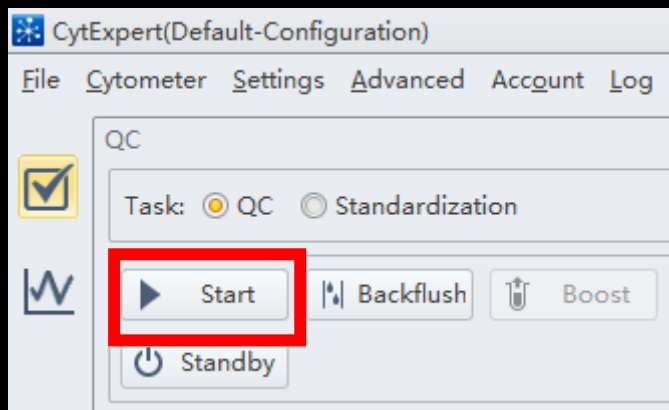 CytExpert(Default-Configuration)
File Cytometer Settings Advanced Account Log
QC
Task: QC Standardization
Start Backflush Boost
Standby